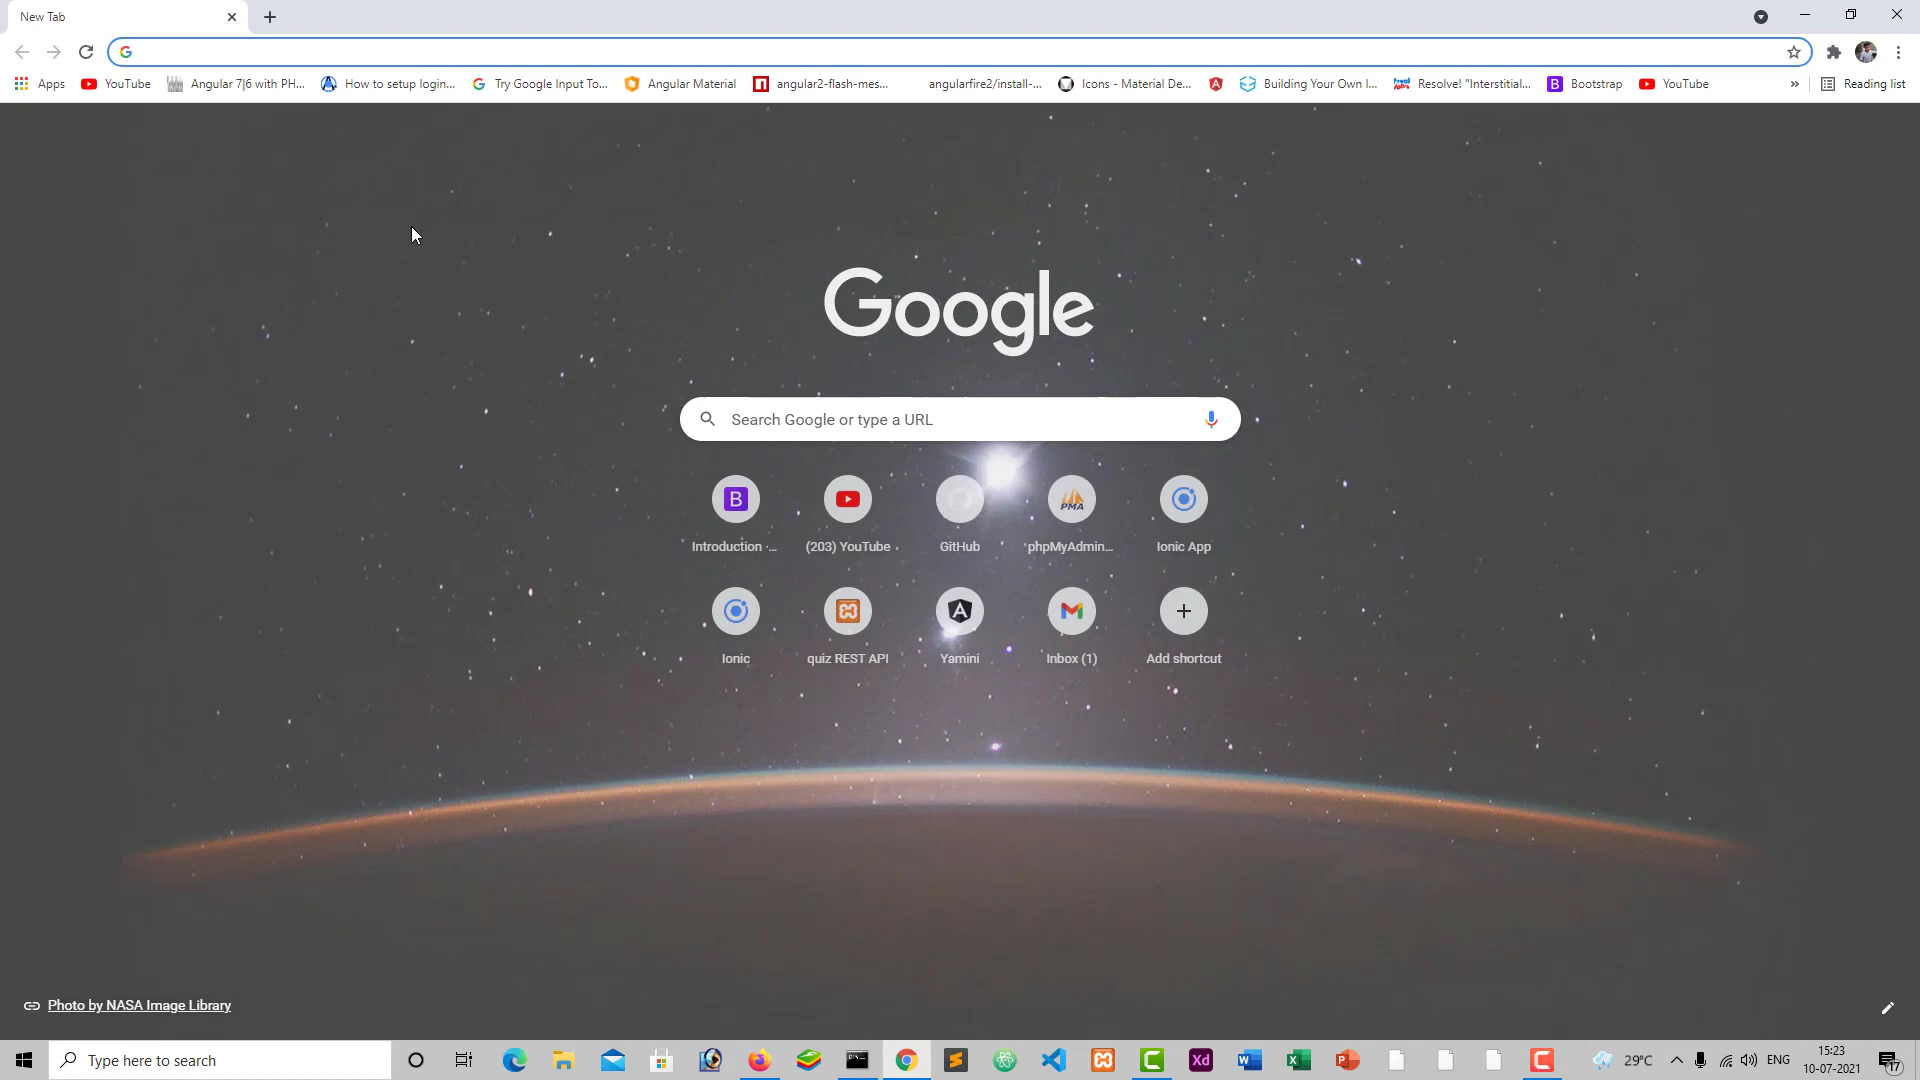 New Tab
Apps
YouTube
Angular 7|6 with PH...
How to setup login...
Try Google Input To...
Angular Material
angular2-flash-mes...
angularfire2/install-...
Icons - Material De...
Building Your Own I...
Resolve! "Interstitial...
Bootstrap
YouTube
»
Reading list
Google
Search Google or type a URL
Introduction ·...
(203) YouTube
GitHub
phpMyAdmin...
Ionic App
Ionic
quiz REST API
Yamini
Inbox (1)
Add shortcut
Photo by NASA Image Library
Type here to search
29°C
ENG
15:23
10-07-2021
17